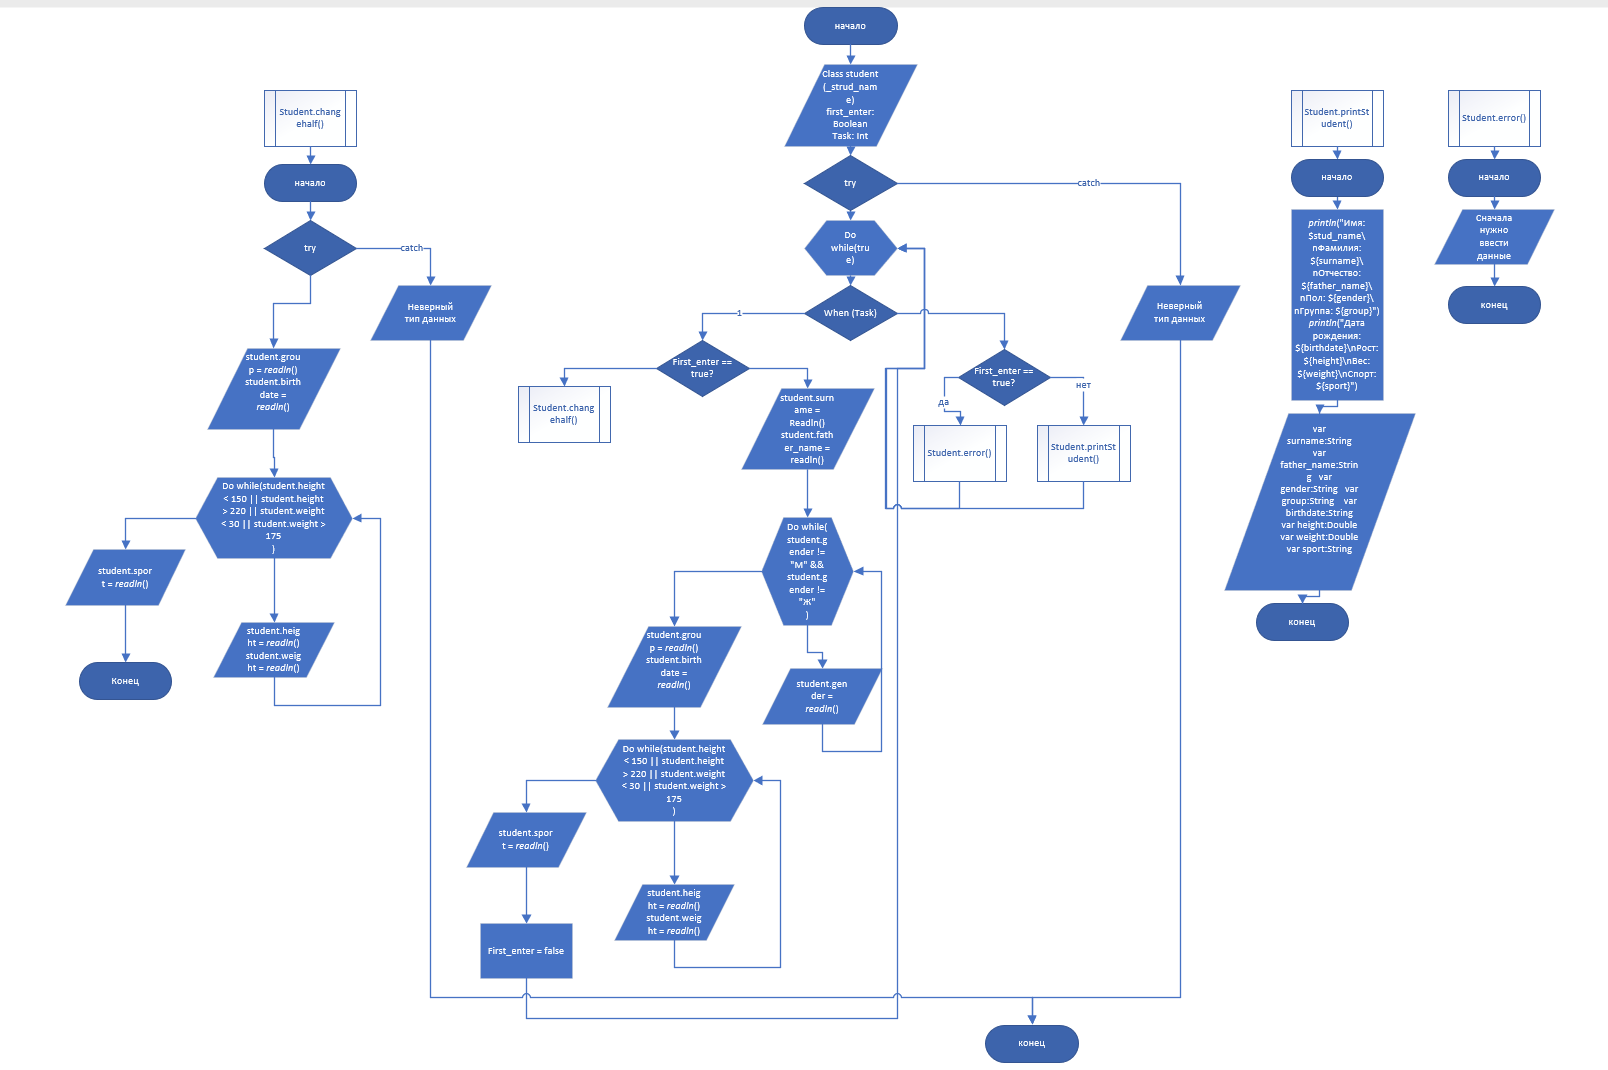 начало
Class student
(_strud_nam
e)
first_enter:
Boolean
Task: Int
try
catch
Do
while(tru
e)
When (Task)
1
First_enter ==
true?
Student.chang
ehalf()
student.surn
ame =
Readln()
student.fath
er_name =
readln()
First_enter ==
true?
да
нет
Student.error()
Student.printSt
udent()
Неверный
тип данных
Do while(
student.g
ender !=
"М" &&
student.g
ender !=
"Ж"
)
student.gen
der =
readln()
student.grou
p = readln()
student.birth
date =
readln()
Do while(student.height
< 150 || student.height
> 220 || student.weight
< 30 || student.weight >
175
)
student.heig
ht = readln()
student.weig
ht = readln()
student.spor
t = readln()
First_enter = false
конец
Student.chang
ehalf()
начало
try
catch
Неверный
тип данных
student.grou
p = readln()
student.birth
date =
readln()
Do while(student.height
< 150 || student.height
> 220 || student.weight
< 30 || student.weight >
175
)
student.heig
ht = readln()
student.weig
ht = readln()
student.spor
t = readln()
Конец
Student.printSt
udent()
начало
println("Имя:
$stud_name\
nФамилия:
${surname}\
nОтчество:
${father_name}\
nПол: ${gender}\
nГруппа: ${group}")
println("Дата
рождения:
${birthdate}\nРост:
${height}\nВес:
${weight}\nСпорт:
${sport}")
var
surname:String
var
father_name:Strin
g var
gender:String var
group:String var
birthdate:String
var height:Double
var weight:Double
var sport:String
конец
Student.error()
начало
Сначала
нужно
ввести
данные
конец